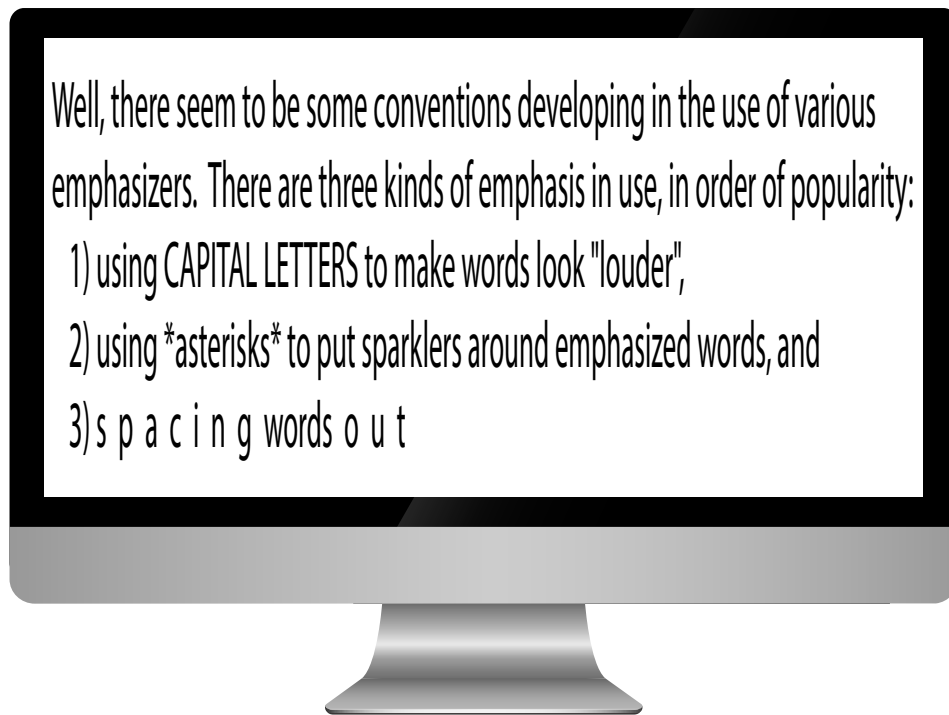 Well, there seem to be some conventions developing in the use of various
emphasizers.  There are three kinds of emphasis in use, in order of popularity:
1) using CAPITAL LETTERS to make words look "louder",
2) using *asterisks* to put sparklers around emphasized words, and
3) s p a c i n g words o u t